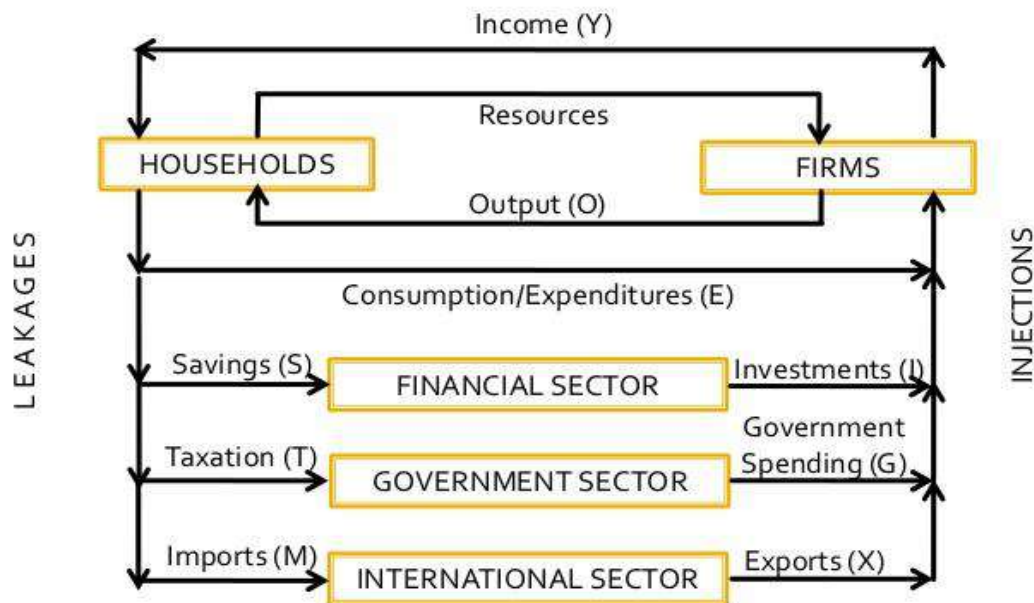 Income (Y)
Resources
HOUSEHOLDS
FIRMS
Output (O)
LEAKAGES
INJECTIONS
Consumption/Expenditures (E)
Savings (S)
FINANCIAL SECTOR
Investments (I)
Taxation (T)
GOVERNMENT SECTOR
Government
Spending (G)
Imports (M)
INTERNATIONAL SECTOR
Exports (X)